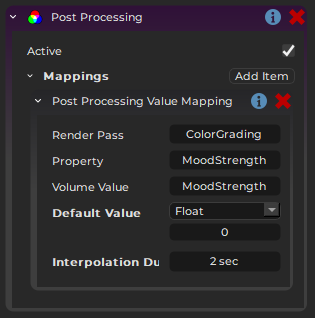 Post Processing
Active
Mappings Add Item
Post Processing Value Mapping
Render Pass ColorGrading
Property MoodStrength
Volume Value MoodStrength
Default Value Float
0
Interpolation Du 2 sec